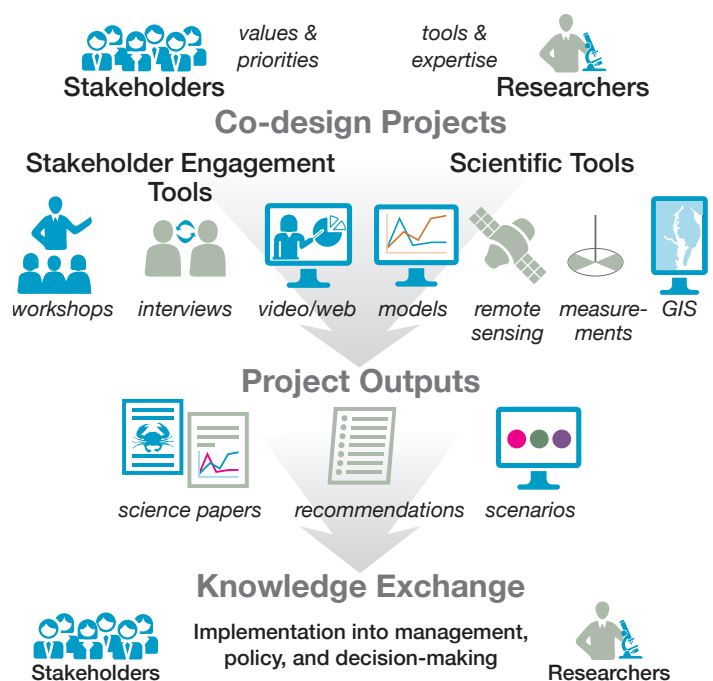 values &
priorities
tools &
expertise
Stakeholders
Researchers
Co-design Projects
Stakeholder Engagement
Tools
Scientific Tools
workshops
interviews
video/web
models
remote
sensing
measure-
ments
GIS
Project Outputs
science papers
recommendations
scenarios
Knowledge Exchange
Implementation into management,
policy, and decision-making
Stakeholders
Researchers